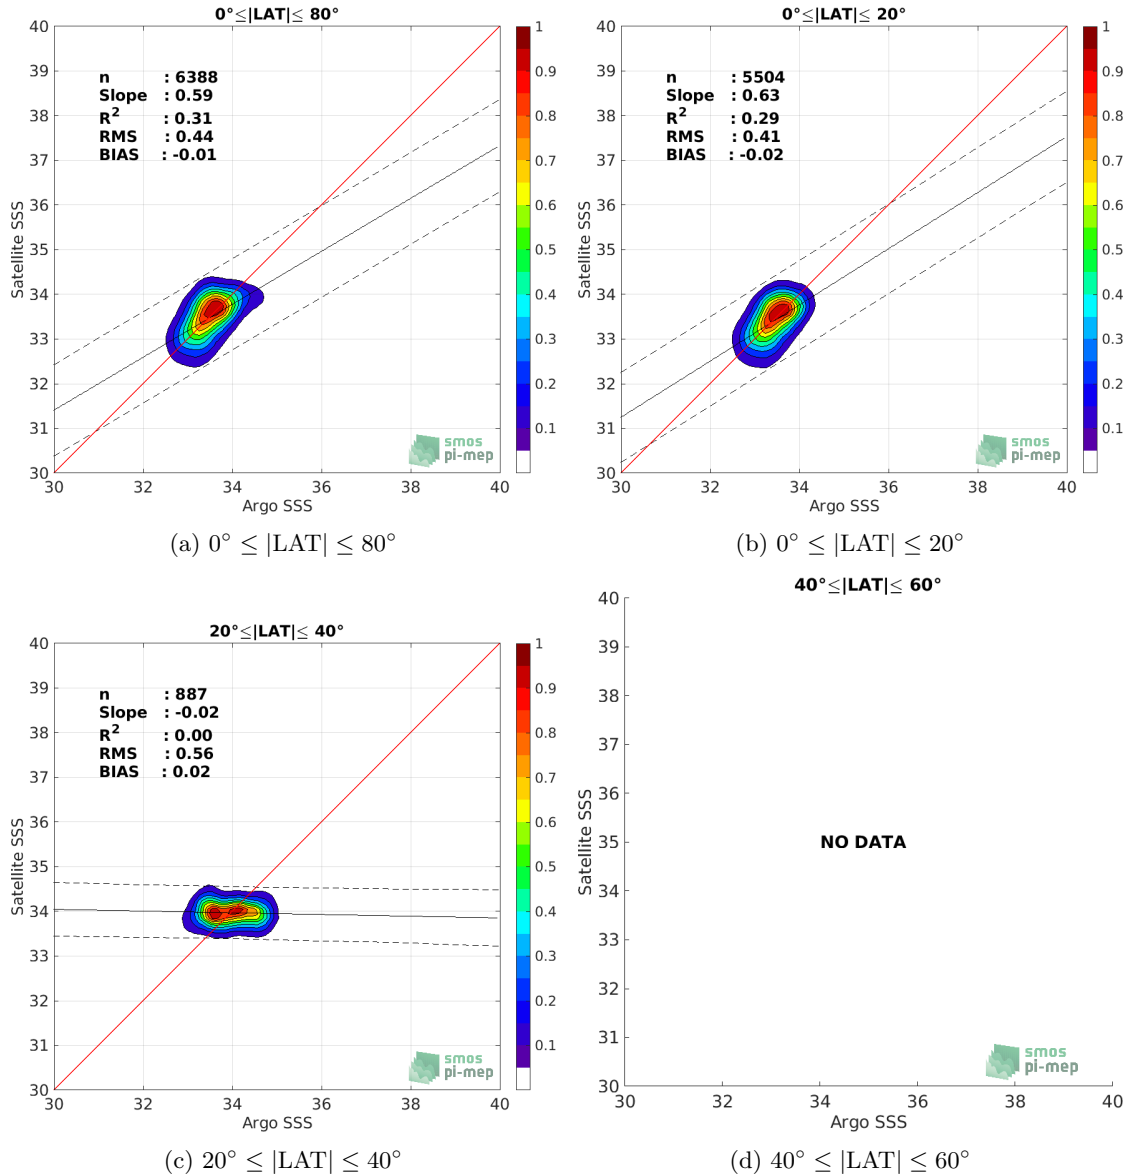 0°≤|LAT|≤ 80°
40
39
38
37
36
35
34
33
32
31
30
n : 6388
Slope : 0.59
R2 : 0.31
RMS : 0.44
BIAS : -0.01
Satellite SSS
30 32 34 36 38 40
Argo SSS
smos
pi-mep
1
0.9
0.8
0.7
0.6
0.5
0.4
0.3
0.2
0.1
(a) 0° ≤ |LAT| ≤ 80°
0°≤|LAT|≤ 20°
40
39
38
37
36
35
34
33
32
31
30
n : 5504
Slope : 0.63
R2 : 0.29
RMS : 0.41
BIAS : -0.02
Satellite SSS
30 32 34 36 38 40
Argo SSS
smos
pi-mep
1
0.9
0.8
0.7
0.6
0.5
0.4
0.3
0.2
0.1
(b) 0° ≤ |LAT| ≤ 20°
20°≤|LAT|≤ 40°
40
39
38
37
36
35
34
33
32
31
30
n : 887
Slope : -0.02
R2 : 0.00
RMS : 0.56
BIAS : 0.02
Satellite SSS
30 32 34 36 38 40
Argo SSS
smos
pi-mep
1
0.9
0.8
0.7
0.6
0.5
0.4
0.3
0.2
0.1
(c) 20° ≤ |LAT| ≤ 40°
40°≤|LAT|≤ 60°
40
39
38
37
36
35
34
33
32
31
30
NO DATA
Satellite SSS
30 32 34 36 38 40
Argo SSS
smos
pi-mep
(d) 40° ≤ |LAT| ≤ 60°